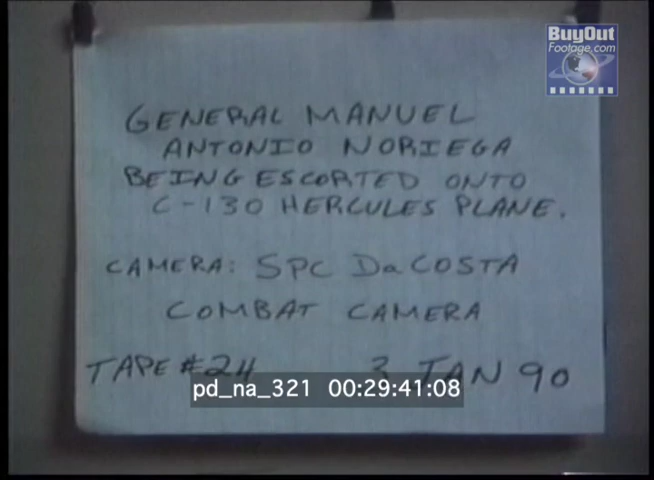 BuyOut
Footage.com
GENERAL MANUEL
ANTONIO NORIEGA
BEING ESCORTED ONTO
C-130 HERCULES PLANE.
CAMERA: SPC DaCOSTA
COMBAT CAMERA
TAPE #24 3 JAN 90
pd_na_321 00:29:41:08